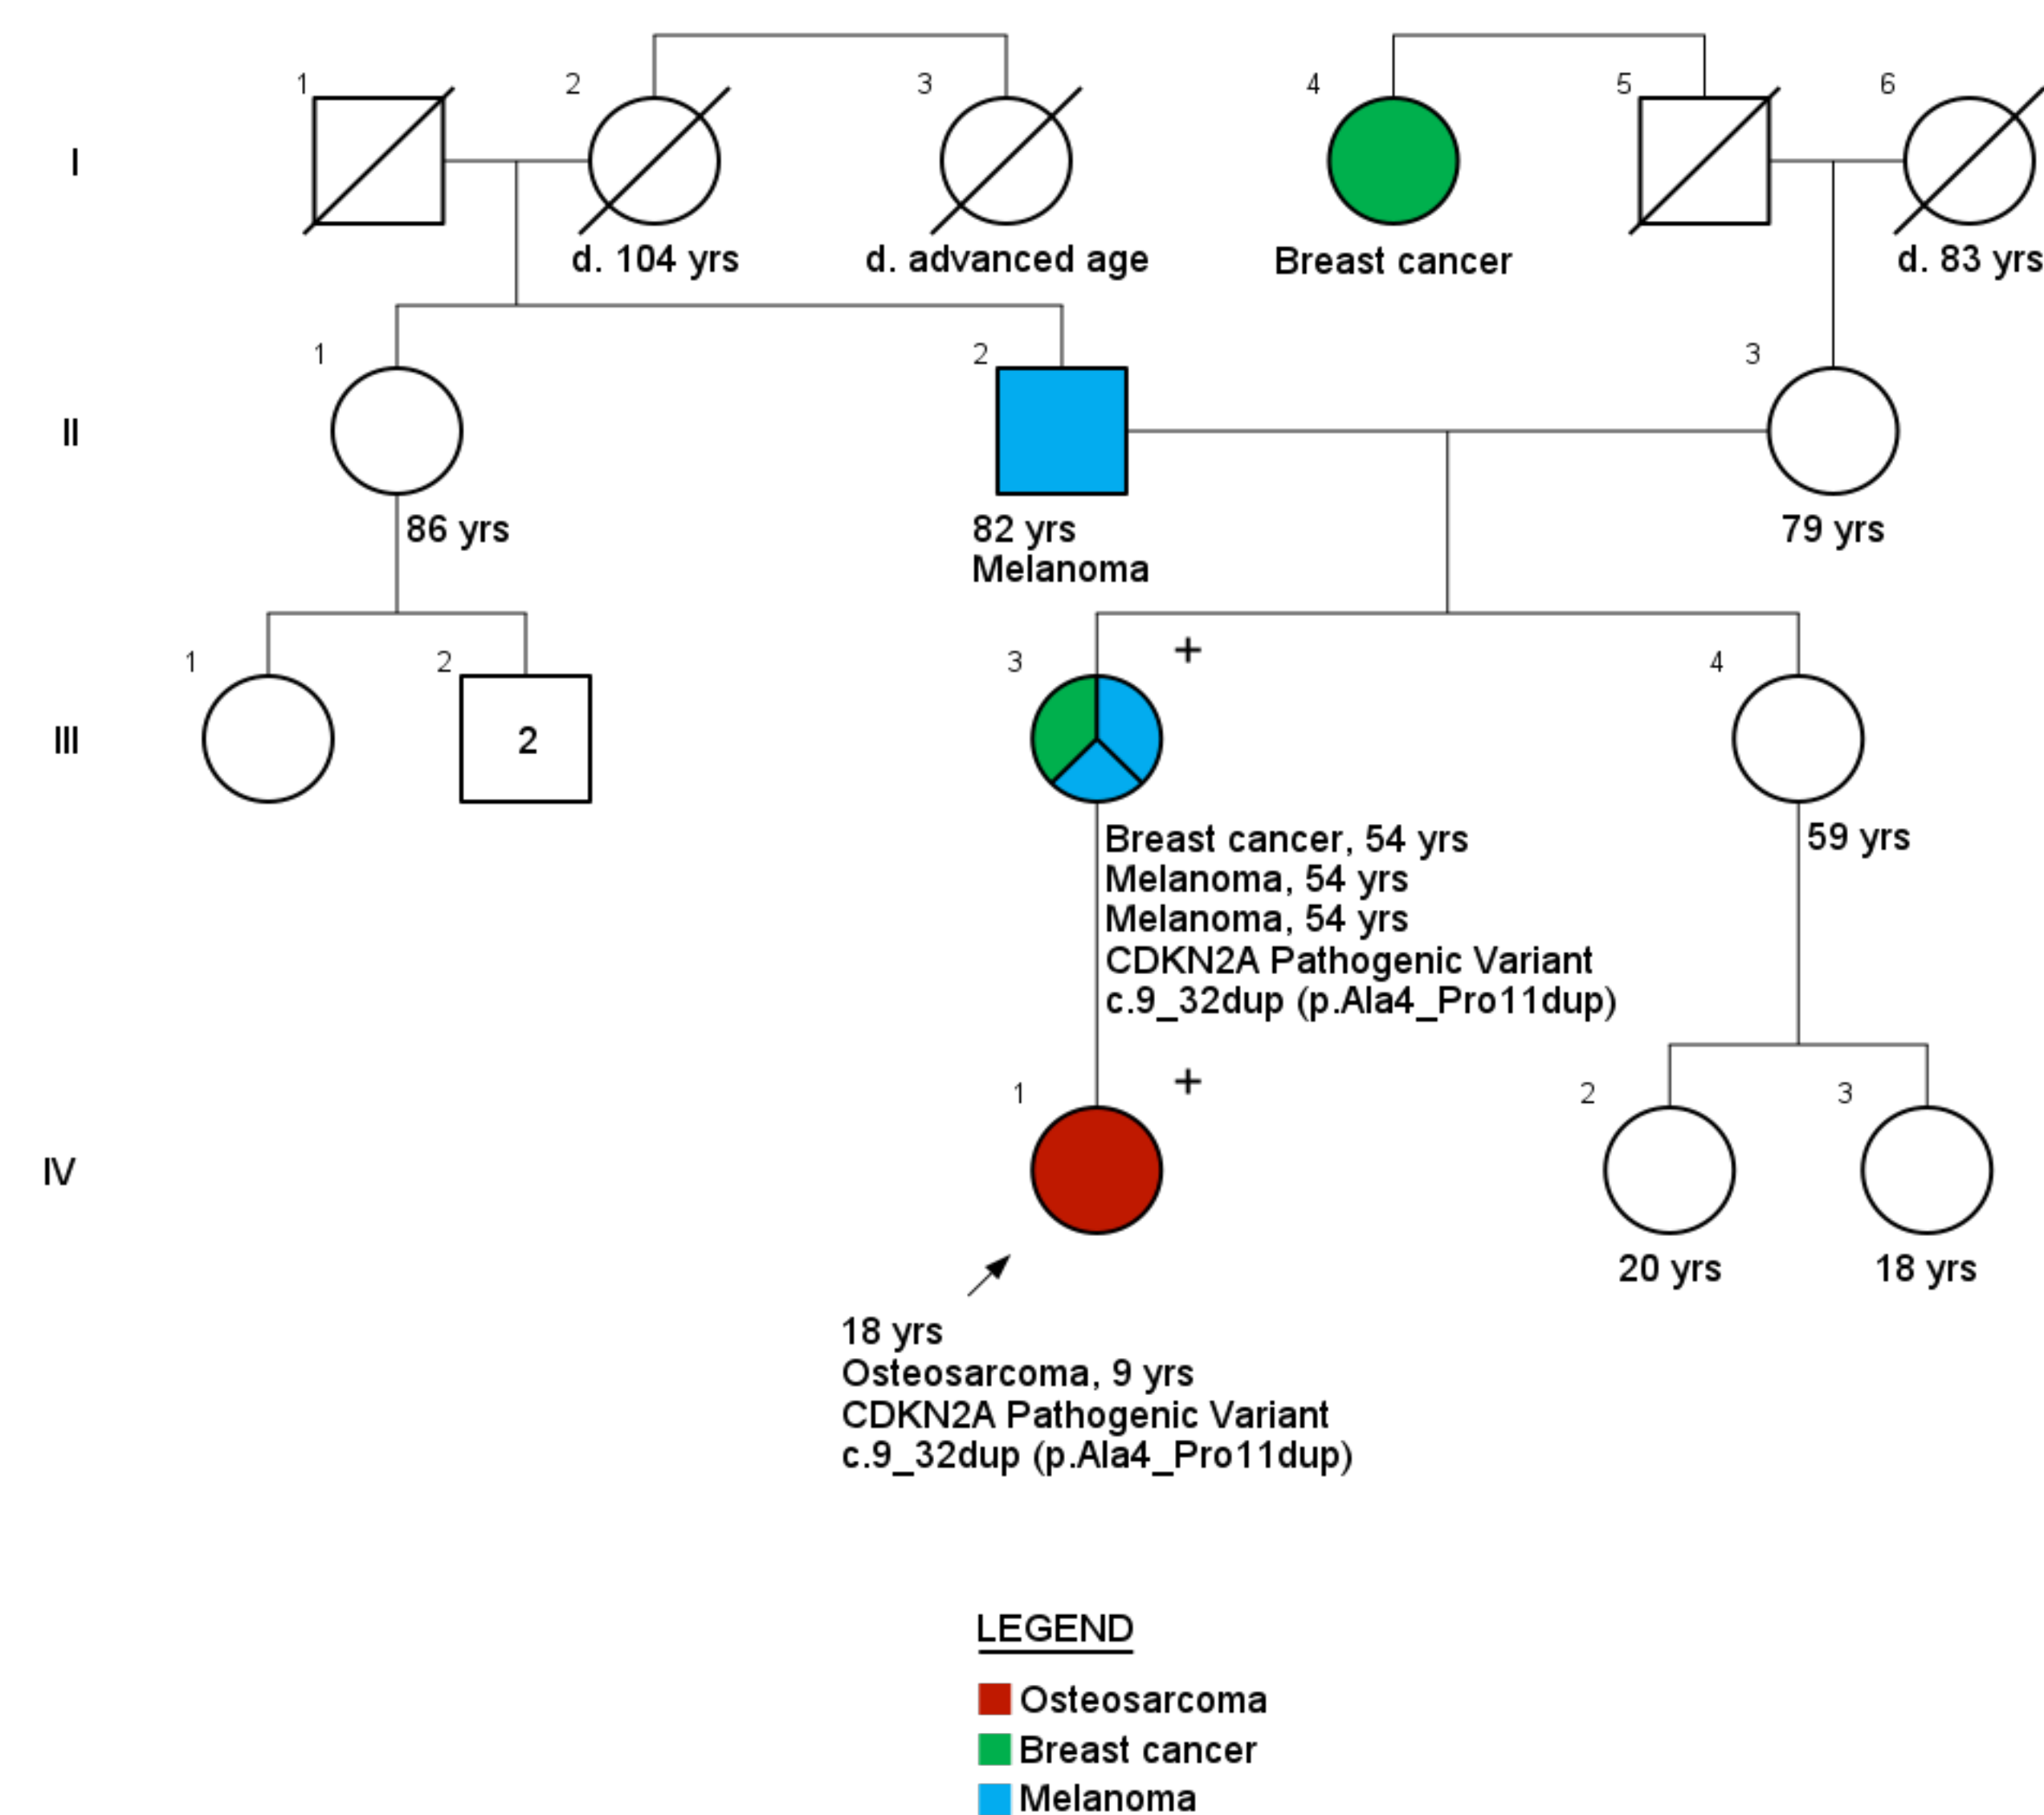 1
2
3
4
5
6
I
d. 104 yrs
d. advanced age
Breast cancer
d. 83 yrs
1
2
3
II
86 yrs
82 yrs
Melanoma
79 yrs
1
2
3
+
4
III
2
Breast cancer, 54 yrs
Melanoma, 54 yrs
Melanoma, 54 yrs
CDKN2A Pathogenic Variant
c.9_32dup (p.Ala4_Pro11dup)
59 yrs
1
+
2
3
IV
20 yrs
18 yrs
18 yrs
Osteosarcoma, 9 yrs
CDKN2A Pathogenic Variant
c.9_32dup (p.Ala4_Pro11dup)
LEGEND
Osteosarcoma
Breast cancer
Melanoma